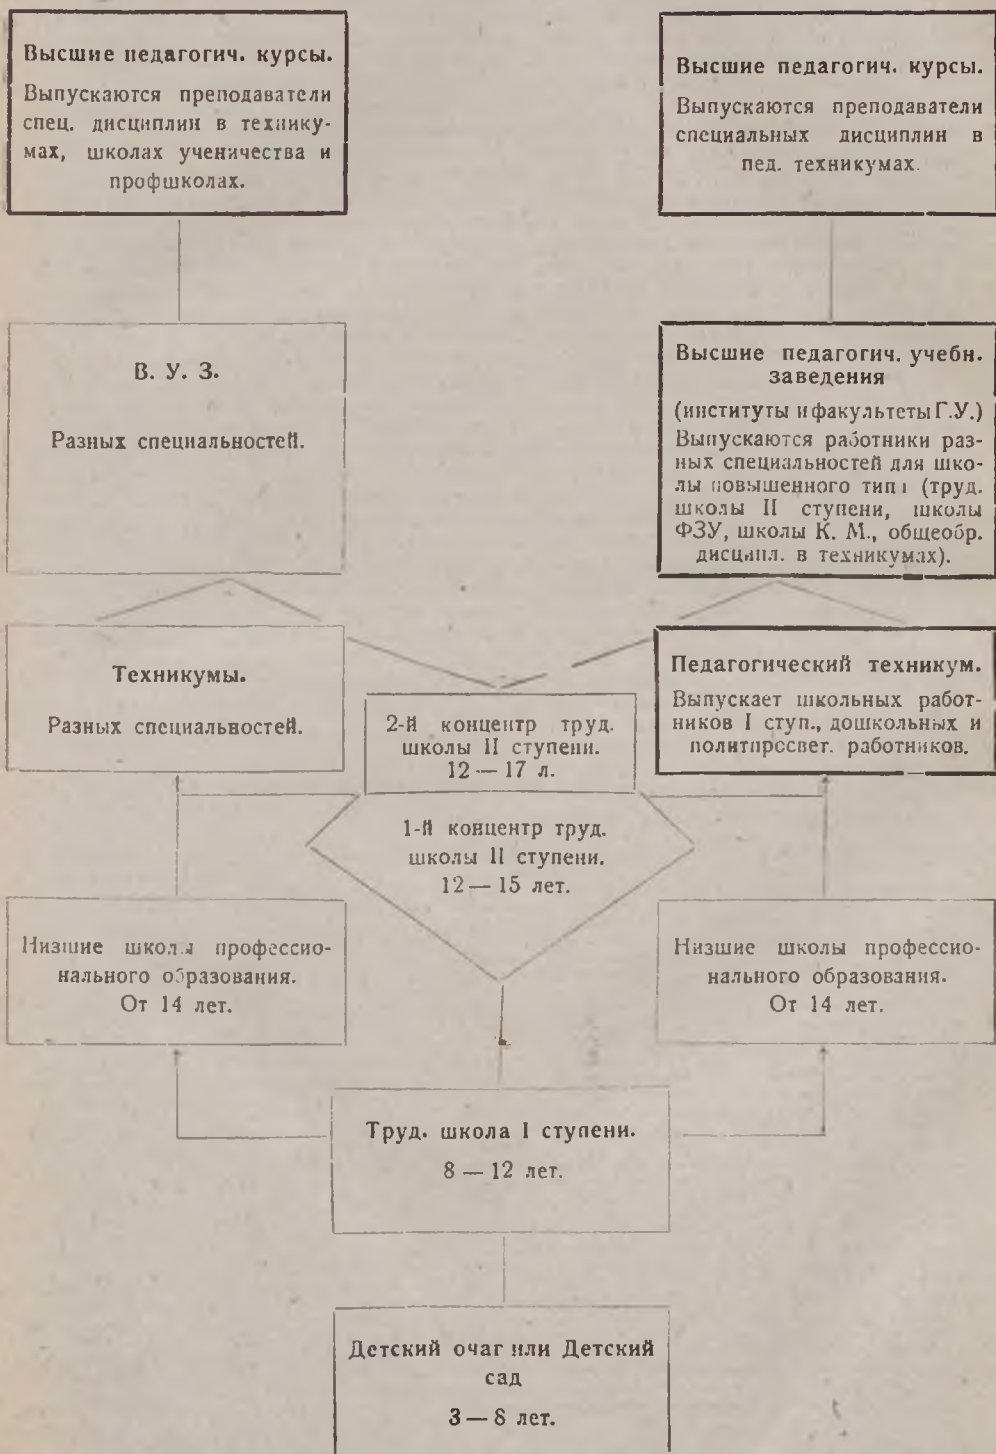 Высшие педагогич. курсы.
Выпускаются преподаватели
спец. дисциплин в технику-
мах, школах ученичества и
профшколах.
Высшие педагогич. курсы.
Выпускаются преподаватели
специальных дисциплин в
пед. техникумах.
В. У. З.
Разных специальностей.
Высшие педагогич. учебн.
заведения
(институты и факультеты Г.У.)
Выпускаются работники раз-
ных специальностей для шко-
лы повышенного тип (труд.
школы II ступени, школы
ФЗУ, школы К. М., общеобр.
дисципл. в техникумах).
Техникумы.
Разных специальностей.
2-й концентр труд.
школы II ступени.
12 — 17 л.
Педагогический техникум.
Выпускает школьных работ-
ников I ступ., дошкольных и
политпросвет. работников.
1-й концентр труд.
школы II ступени.
12 — 15 лет.
Низшие школы профессио-
нального образования.
От 14 лет.
Низшие школы профессио-
нального образования.
От 14 лет.
Труд. школа I ступени.
8 — 12 лет.
Детский очаг или Детский
сад
3 — 8 лет.